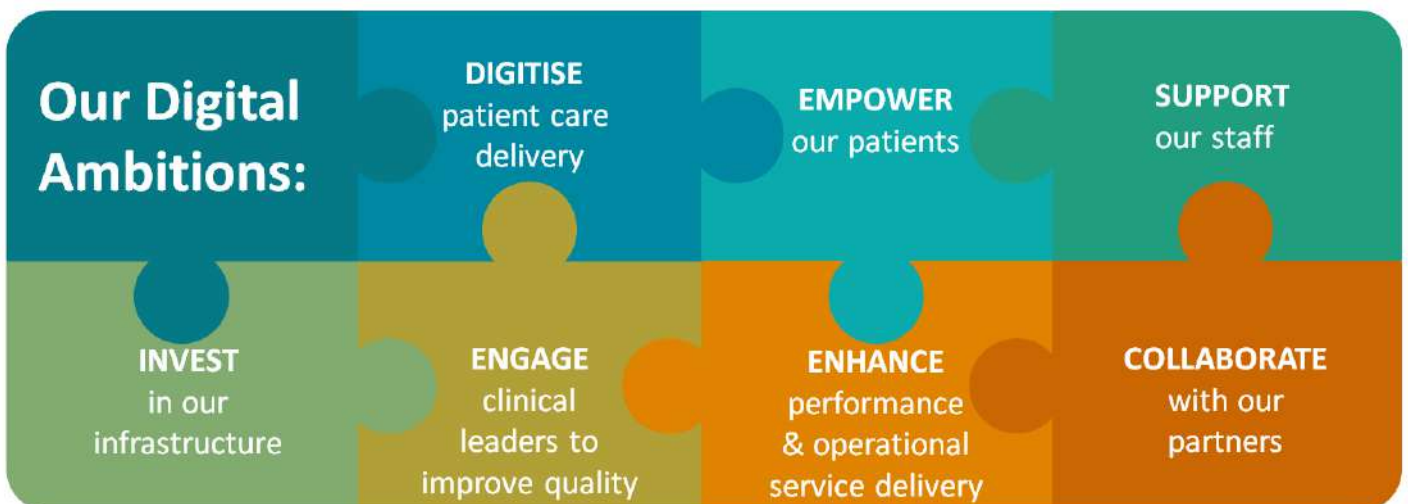 Our Digital
Ambitions:
DIGITISE
patient care
delivery
EMPOWER
our patients
SUPPORT
our staff
INVEST
in our
infrastructure
ENGAGE
clinical
leaders to
improve quality
ENHANCE
performance
& operational
service delivery
COLLABORATE
with our
partners